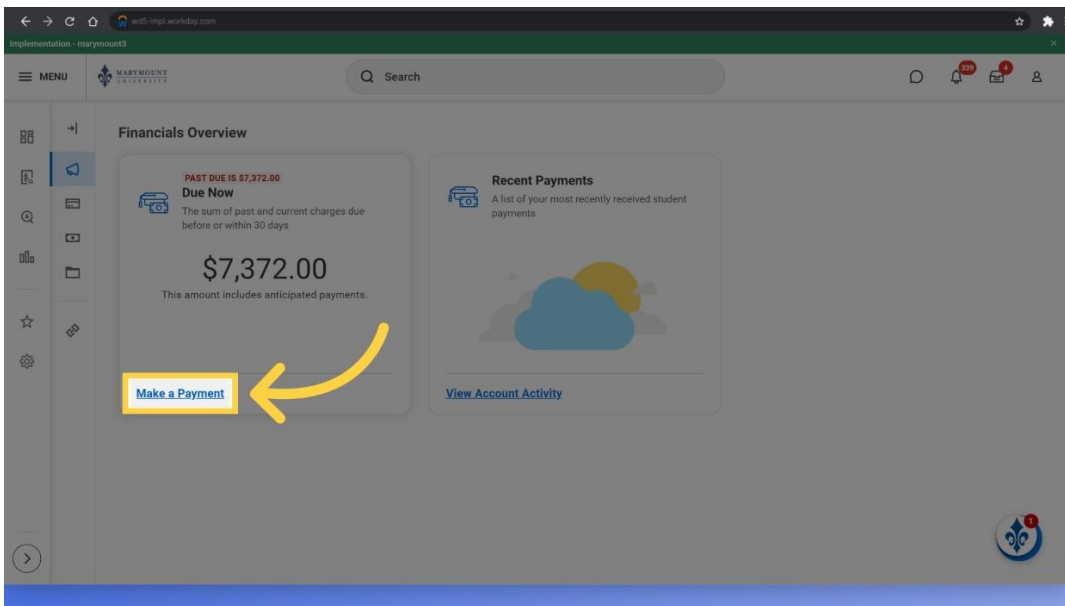 wd5-impl.workday.com
Implementation - marymount3
MENU
MARYMOUNT
UNIVERSITY
Search
339
4
Financials Overview
PAST DUE IS $7,372.00
Due Now
The sum of past and current charges due
before or within 30 days
$7,372.00
This amount includes anticipated payments.
Make a Payment
Recent Payments
A list of your most recently received student
payments
View Account Activity
1